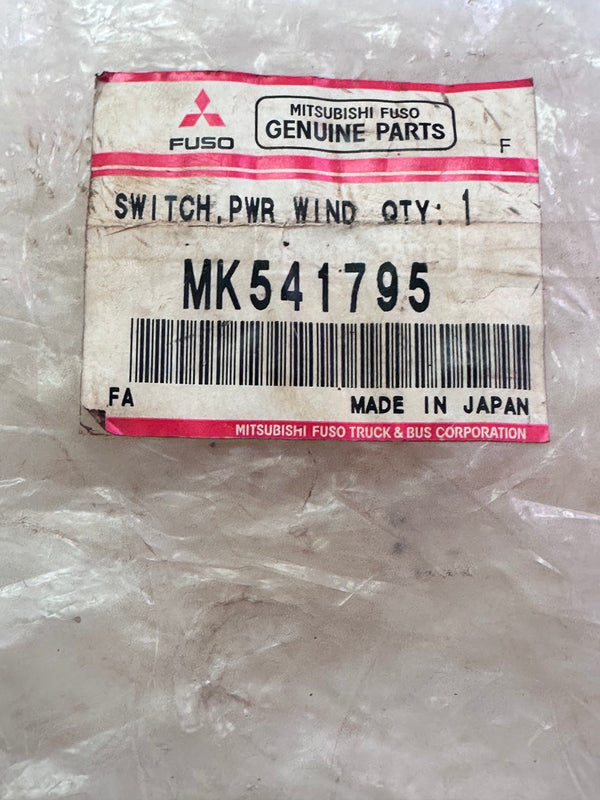 MITSUBISHI FUSO
GENUINE PARTS
FUSO
F
SWITCH,PWR WIND QTY: 1
MK541795
FA
MADE IN JAPAN
MITSUBISHI FUSO TRUCK & BUS CORPORATION